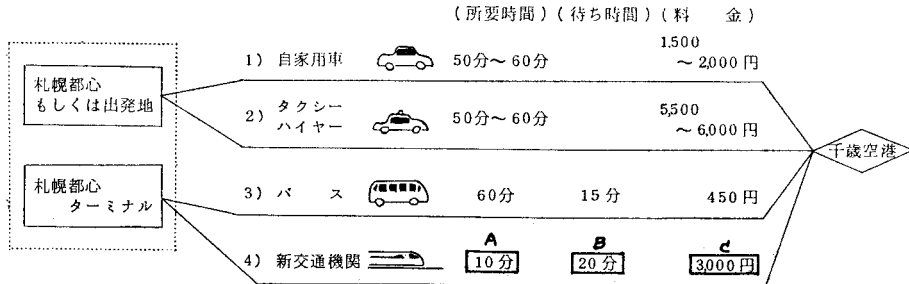 (所要時間) (待ち時間) (料 金)
1) 自家用車 50分〜60分 1,500 〜2,000円
札幌都心
もしくは出発地
2) タクシー ハイヤー 50分〜60分 5,500 〜6,000円
千歳空港
札幌都心
ターミナル
3) バ ス 60分 15分 450円
A B C
4) 新交通機関 10分 20分 3,000円